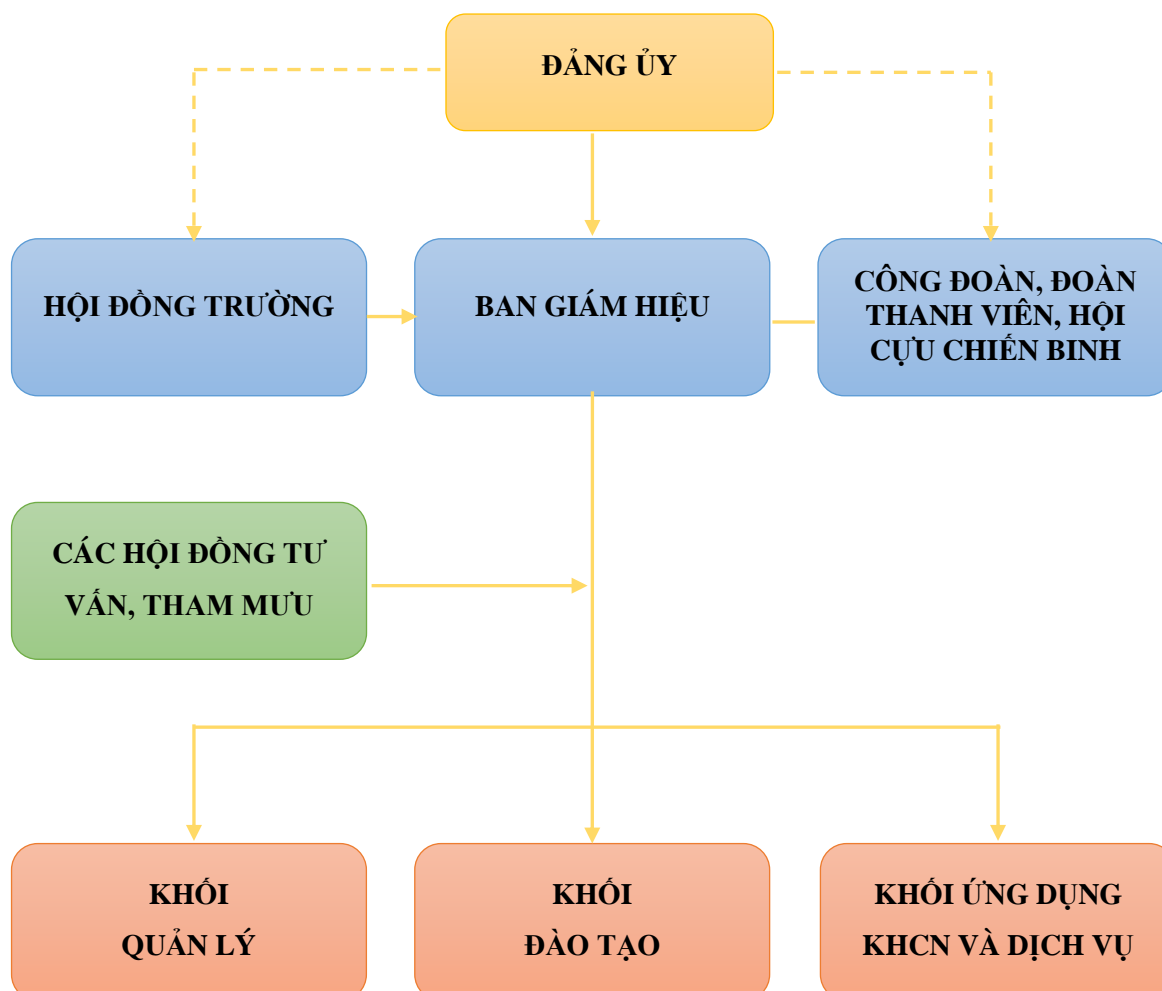 ĐẢNG ỦY
HỘI ĐỒNG TRƯỜNG
BAN GIÁM HIỆU
CÔNG ĐOÀN, ĐOÀN
THANH VIÊN, HỘI
CỰU CHIẾN BINH
CÁC HỘI ĐỒNG TƯ
VẤN, THAM MƯU
KHỐI
QUẢN LÝ
KHỐI
ĐÀO TẠO
KHỐI ỨNG DỤNG
KHCN VÀ DỊCH VỤ